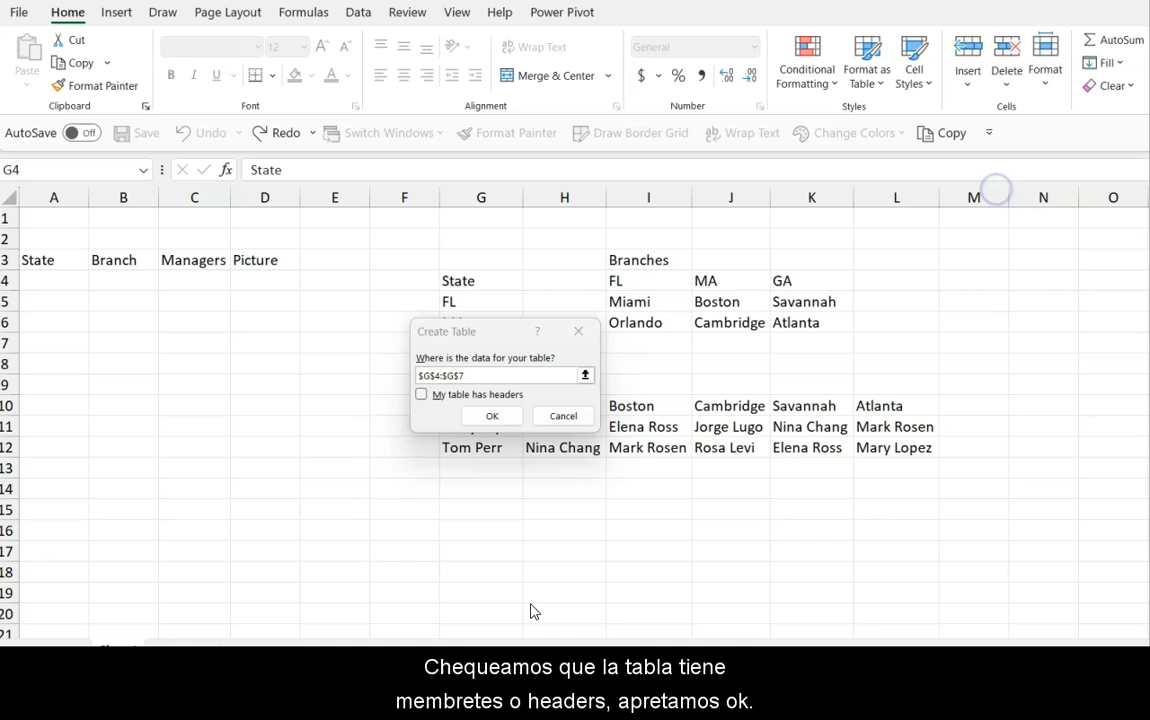 File Home Insert Draw Page Layout Formulas Data Review View Help Power Pivot
Paste Cut Copy Format Painter Clipboard
12 B I U A Font
Wrap Text Merge & Center Alignment
General $ % Number
Conditional Formatting Format as Table Cell Styles Styles
Insert Delete Format Cells
AutoSum Fill Clear
AutoSave Off Save Undo Redo Switch Windows Format Painter Draw Border Grid Wrap Text Change Colors Copy
G4 fx State
A B C D E F G H I J K L M N O
1
2
3 State Branch Managers Picture Branches
4 State FL MA GA
5 FL Miami Boston Savannah
6 Orlando Cambridge Atlanta
7
8
9
10 Boston Cambridge Savannah Atlanta
11 Elena Ross Jorge Lugo Nina Chang Mark Rosen
12 Tom Perr Nina Chang Mark Rosen Rosa Levi Elena Ross Mary Lopez
13
14
15
16
17
18
19
20
21
Create Table ?
Where is the data for your table?
$G$4:$G$7
My table has headers
OK Cancel
Chequeamos que la tabla tiene
membretes o headers, apretamos ok.